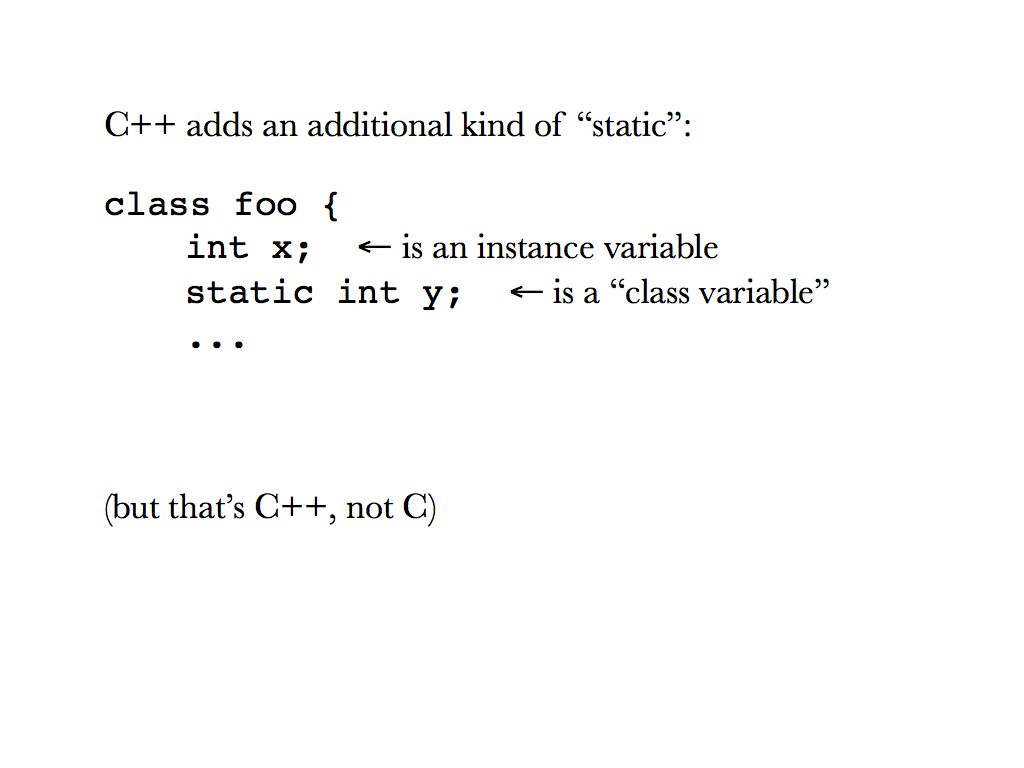 C++ adds an additional kind of “static”:
class foo {
int x; ← is an instance variable
static int y; ← is a “class variable”
...
(but that’s C++, not C)